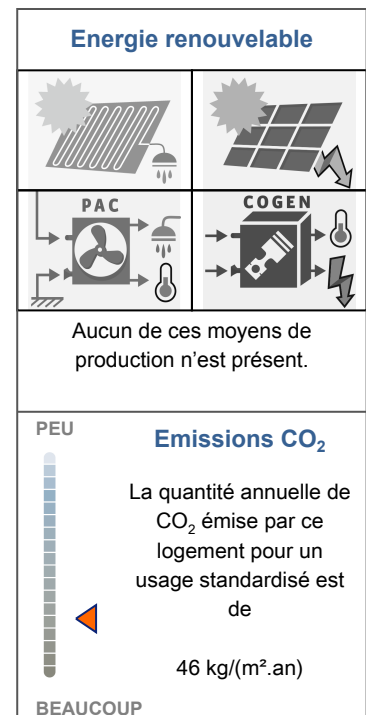 Energie renouvelable
PAC
COGEN
Aucun de ces moyens de
production n’est présent.
PEU
Emissions CO₂
La quantité annuelle de
CO₂ émise par ce
logement pour un
usage standardisé est
de
46 kg/(m².an)
BEAUCOUP